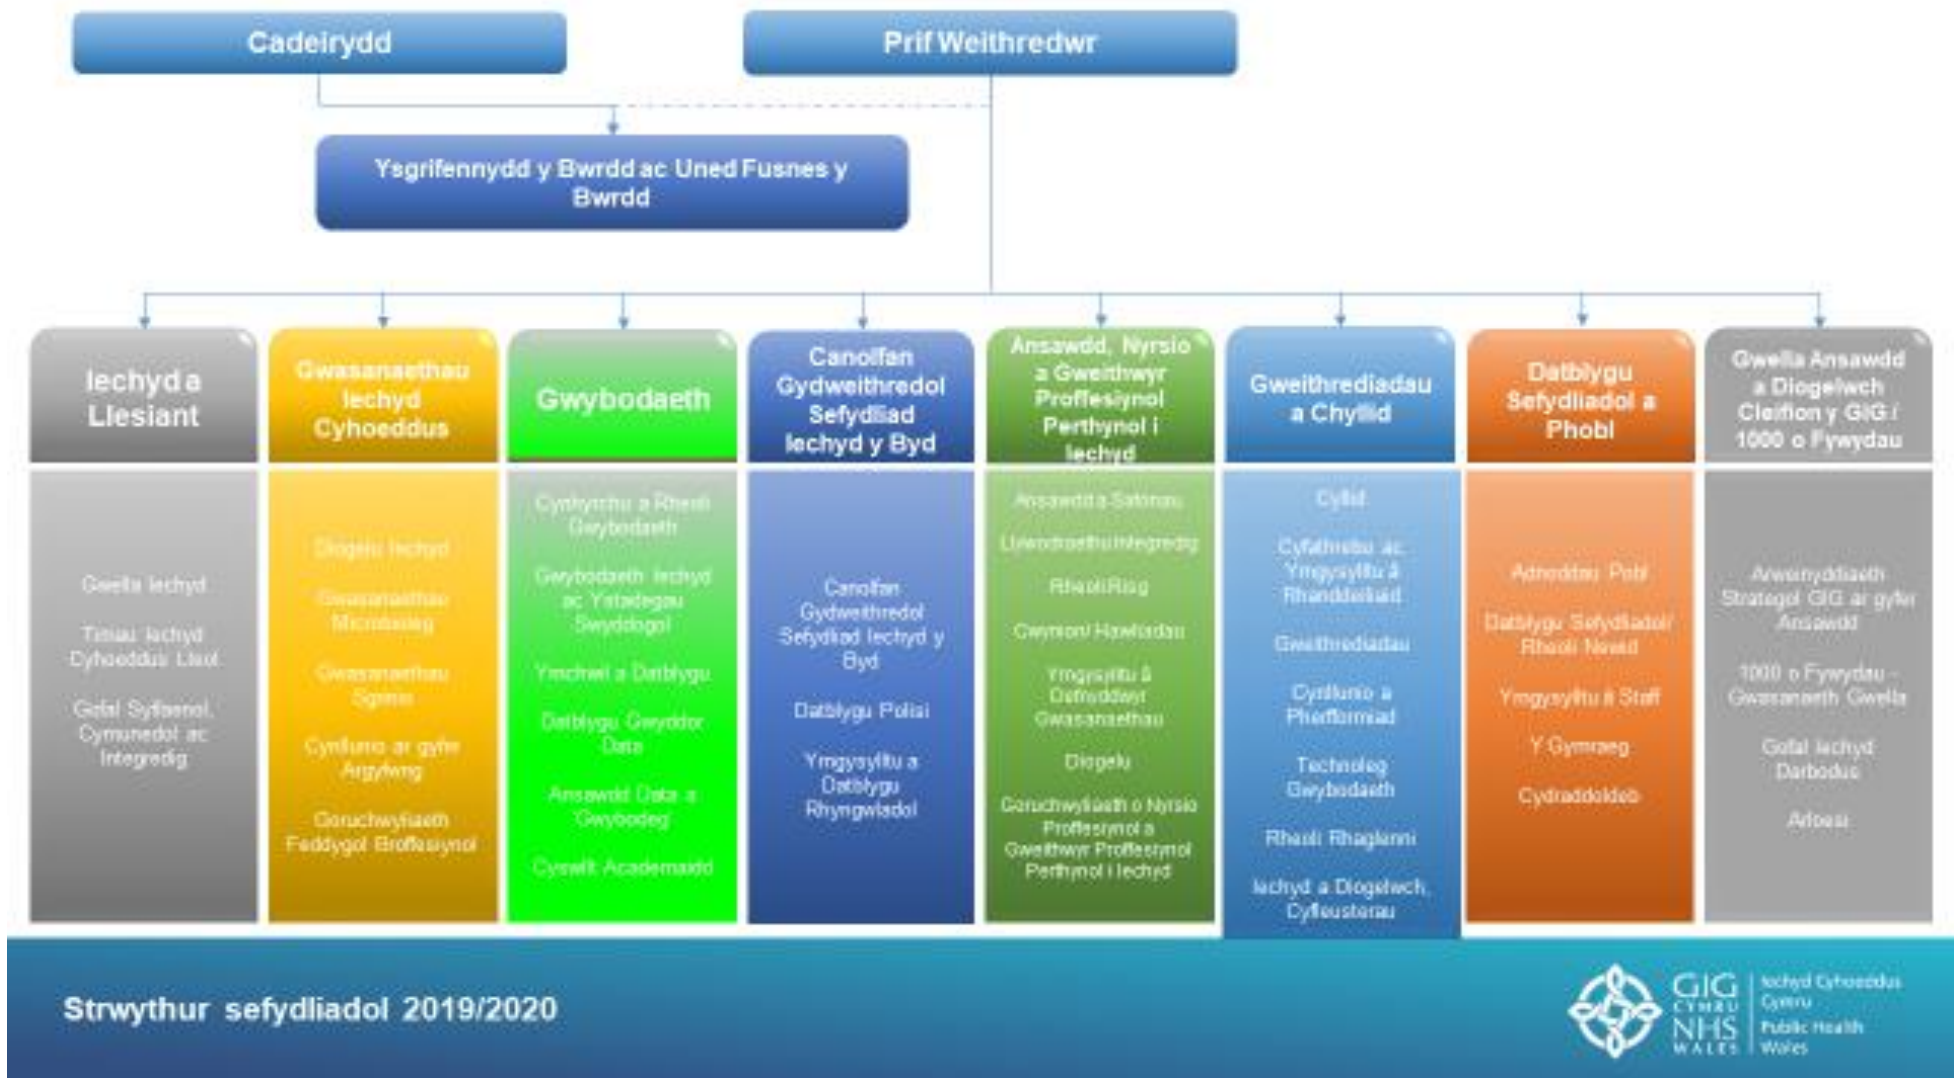 Cadeirydd
Prif Weithredwr
Ysgrifennydd y Bwrdd ac Uned Fusnes y
Bwrdd
Iechyd a
Llesiant
Gwella Iechyd
Timau Iechyd
Cyhoeddus Lleol
Gofal Sylfaenol,
Cymunedol ac
Integredig
Gwasanaethau
Iechyd
Cyhoeddus
Diogelu Iechyd
Gwasanaethau
Microbioleg
Gwasanaethau
Sgrinio
Cynllunio ar gyfer
Argyfwng
Goruchwyliaeth
Feddygol Broffesiynol
Gwybodaeth
Cynhyrchu a Rheoli
Gwybodaeth
Gwybodaeth Iechyd
ac Ystadegau
Swyddogol
Ymchwil a Datblygu
Datblygu Gwyddor
Data
Ansawdd Data a
'Gwybodeg'
Cyswllt Academaidd
Canolfan
Gydweithredol
Sefydliad
Iechyd y Byd
Canolfan
Gydweithredol
Sefydliad Iechyd y
Byd
Datblygu Polisi
Ymgysylltu a
Datblygu
Rhyngwladol
Ansawdd, Nyrsio
a Gweithwyr
Proffesiynol
Perthynol i
Iechyd
Ansawdd a Safonau
Llywodraethu Integredig
Rheoli Risg
Cwynion/ Hawliadau
Ymgysylltu â
Defnyddwyr
Gwasanaethau
Diogelu
Goruchwyliaeth o Nyrsio
Proffesiynol a
Gweithwyr Proffesiynol
Perthynol i Iechyd
Gweithrediadau
a Chyllid
Cyllid
Cyfathrebu ac
Ymgysylltu â
Rhanddeiliaid
Gweithrediadau
Cynllunio a
Pherfformiad
Technoleg
Gwybodaeth
Rheoli Rhaglenni
Iechyd a Diogelwch,
Cyfleusterau
Datblygu
Sefydliadol a
Phobl
Adnoddau Pobl
Datblygu Sefydliadol/
Rheoli Newid
Ymgysylltu â Staff
Y Gymraeg
Cydraddoldeb
Gwella Ansawdd
a Diogelwch
Cleifion y GIG /
1000 o Fywydau
Arweinyddiaeth
Strategol GIG ar gyfer
Ansawdd
1000 o Fywydau -
Gwasanaeth Gwella
Gofal Iechyd
Darbodus
Arloesi
Strwythur sefydliadol 2019/2020
GIG
CYMRU
NHS
WALES
Iechyd Cyhoeddus
Cymru
Public Health
Wales